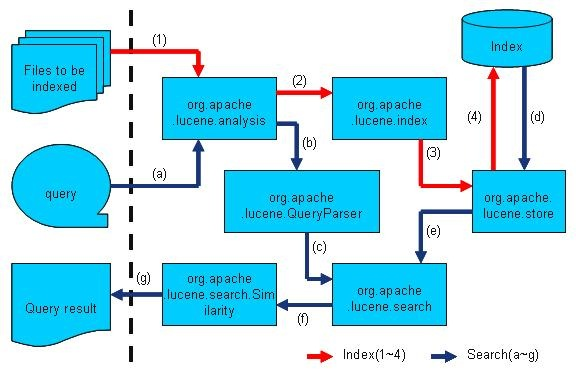 (1)
Files to be
indexed
org.apache
.lucene.analysis
(2)
org.apache
.lucene.index
Index
(4)
(d)
(3)
(b)
(a)
query
org.apache
.lucene.QueryParser
org.apache.
lucene.store
(c)
(e)
(g)
Query result
org.apache
.lucene.search.Sim
ilarity
(f)
org.apache
.lucene.search
Index(1~4)
Search(a~g)